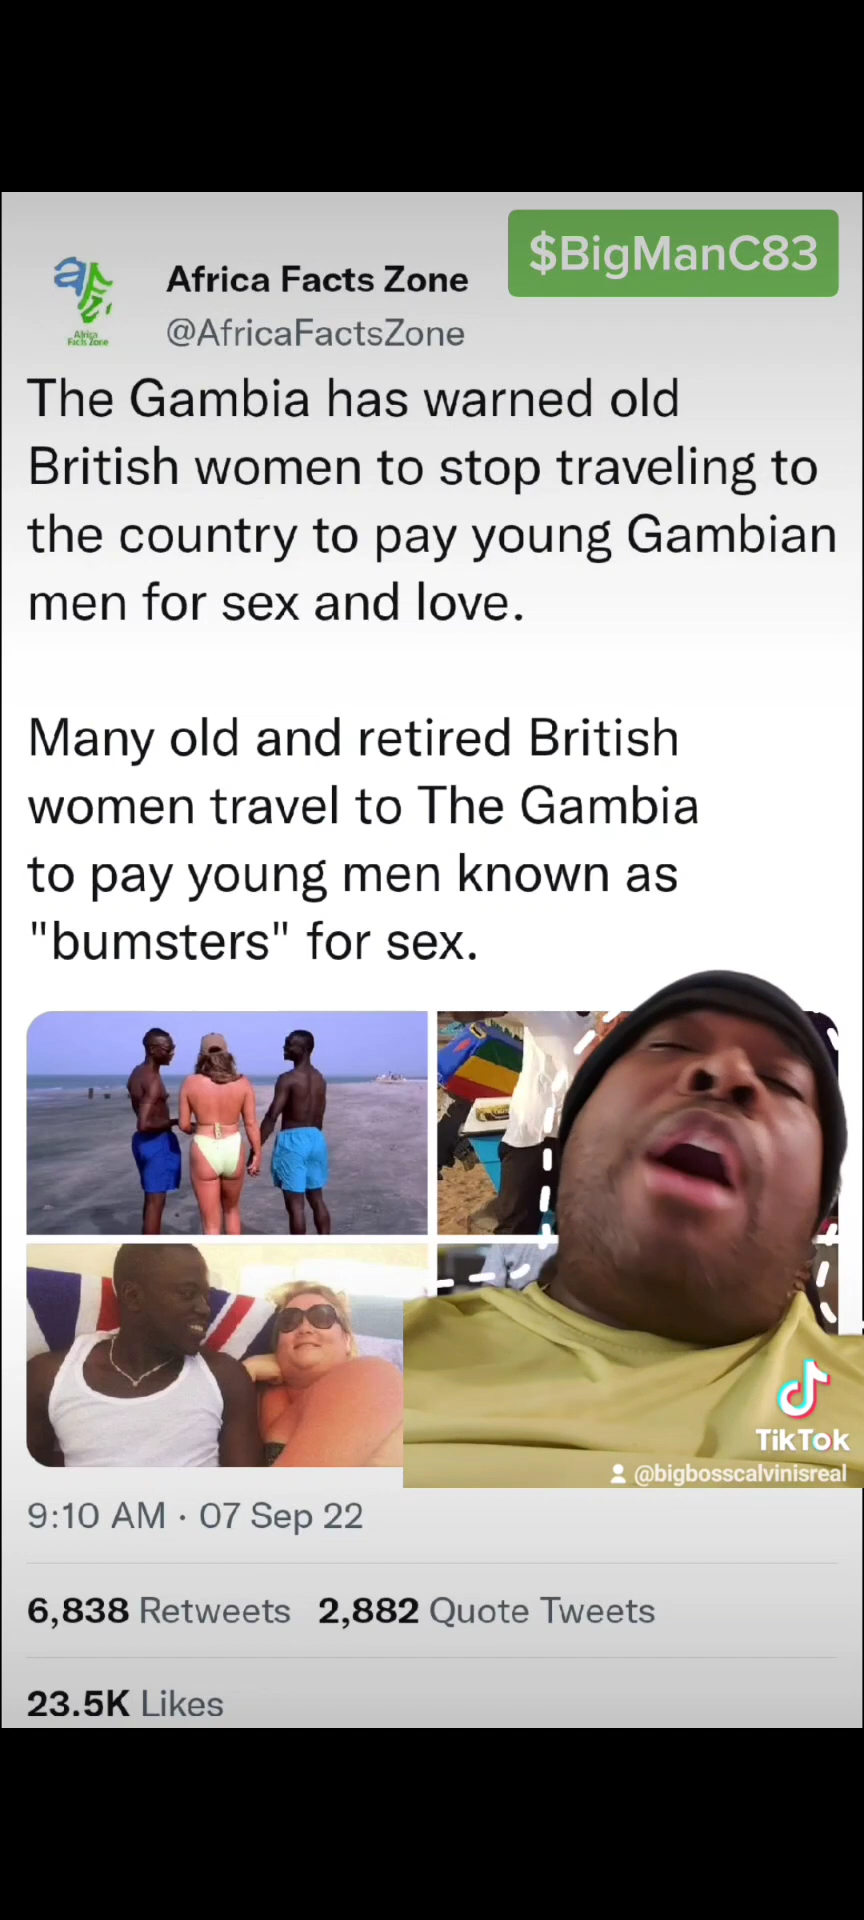 $BigManC83
Africa Facts Zone
@AfricaFactsZone
Africa
Facts Zone
The Gambia has warned old
British women to stop traveling to
the country to pay young Gambian
men for sex and love.
Many old and retired British
women travel to The Gambia
to pay young men known as
"bumsters" for sex.
TikTok
@bigbosscalvinisreal
9:10 AM · 07 Sep 22
6,838 Retweets 2,882 Quote Tweets
23.5K Likes